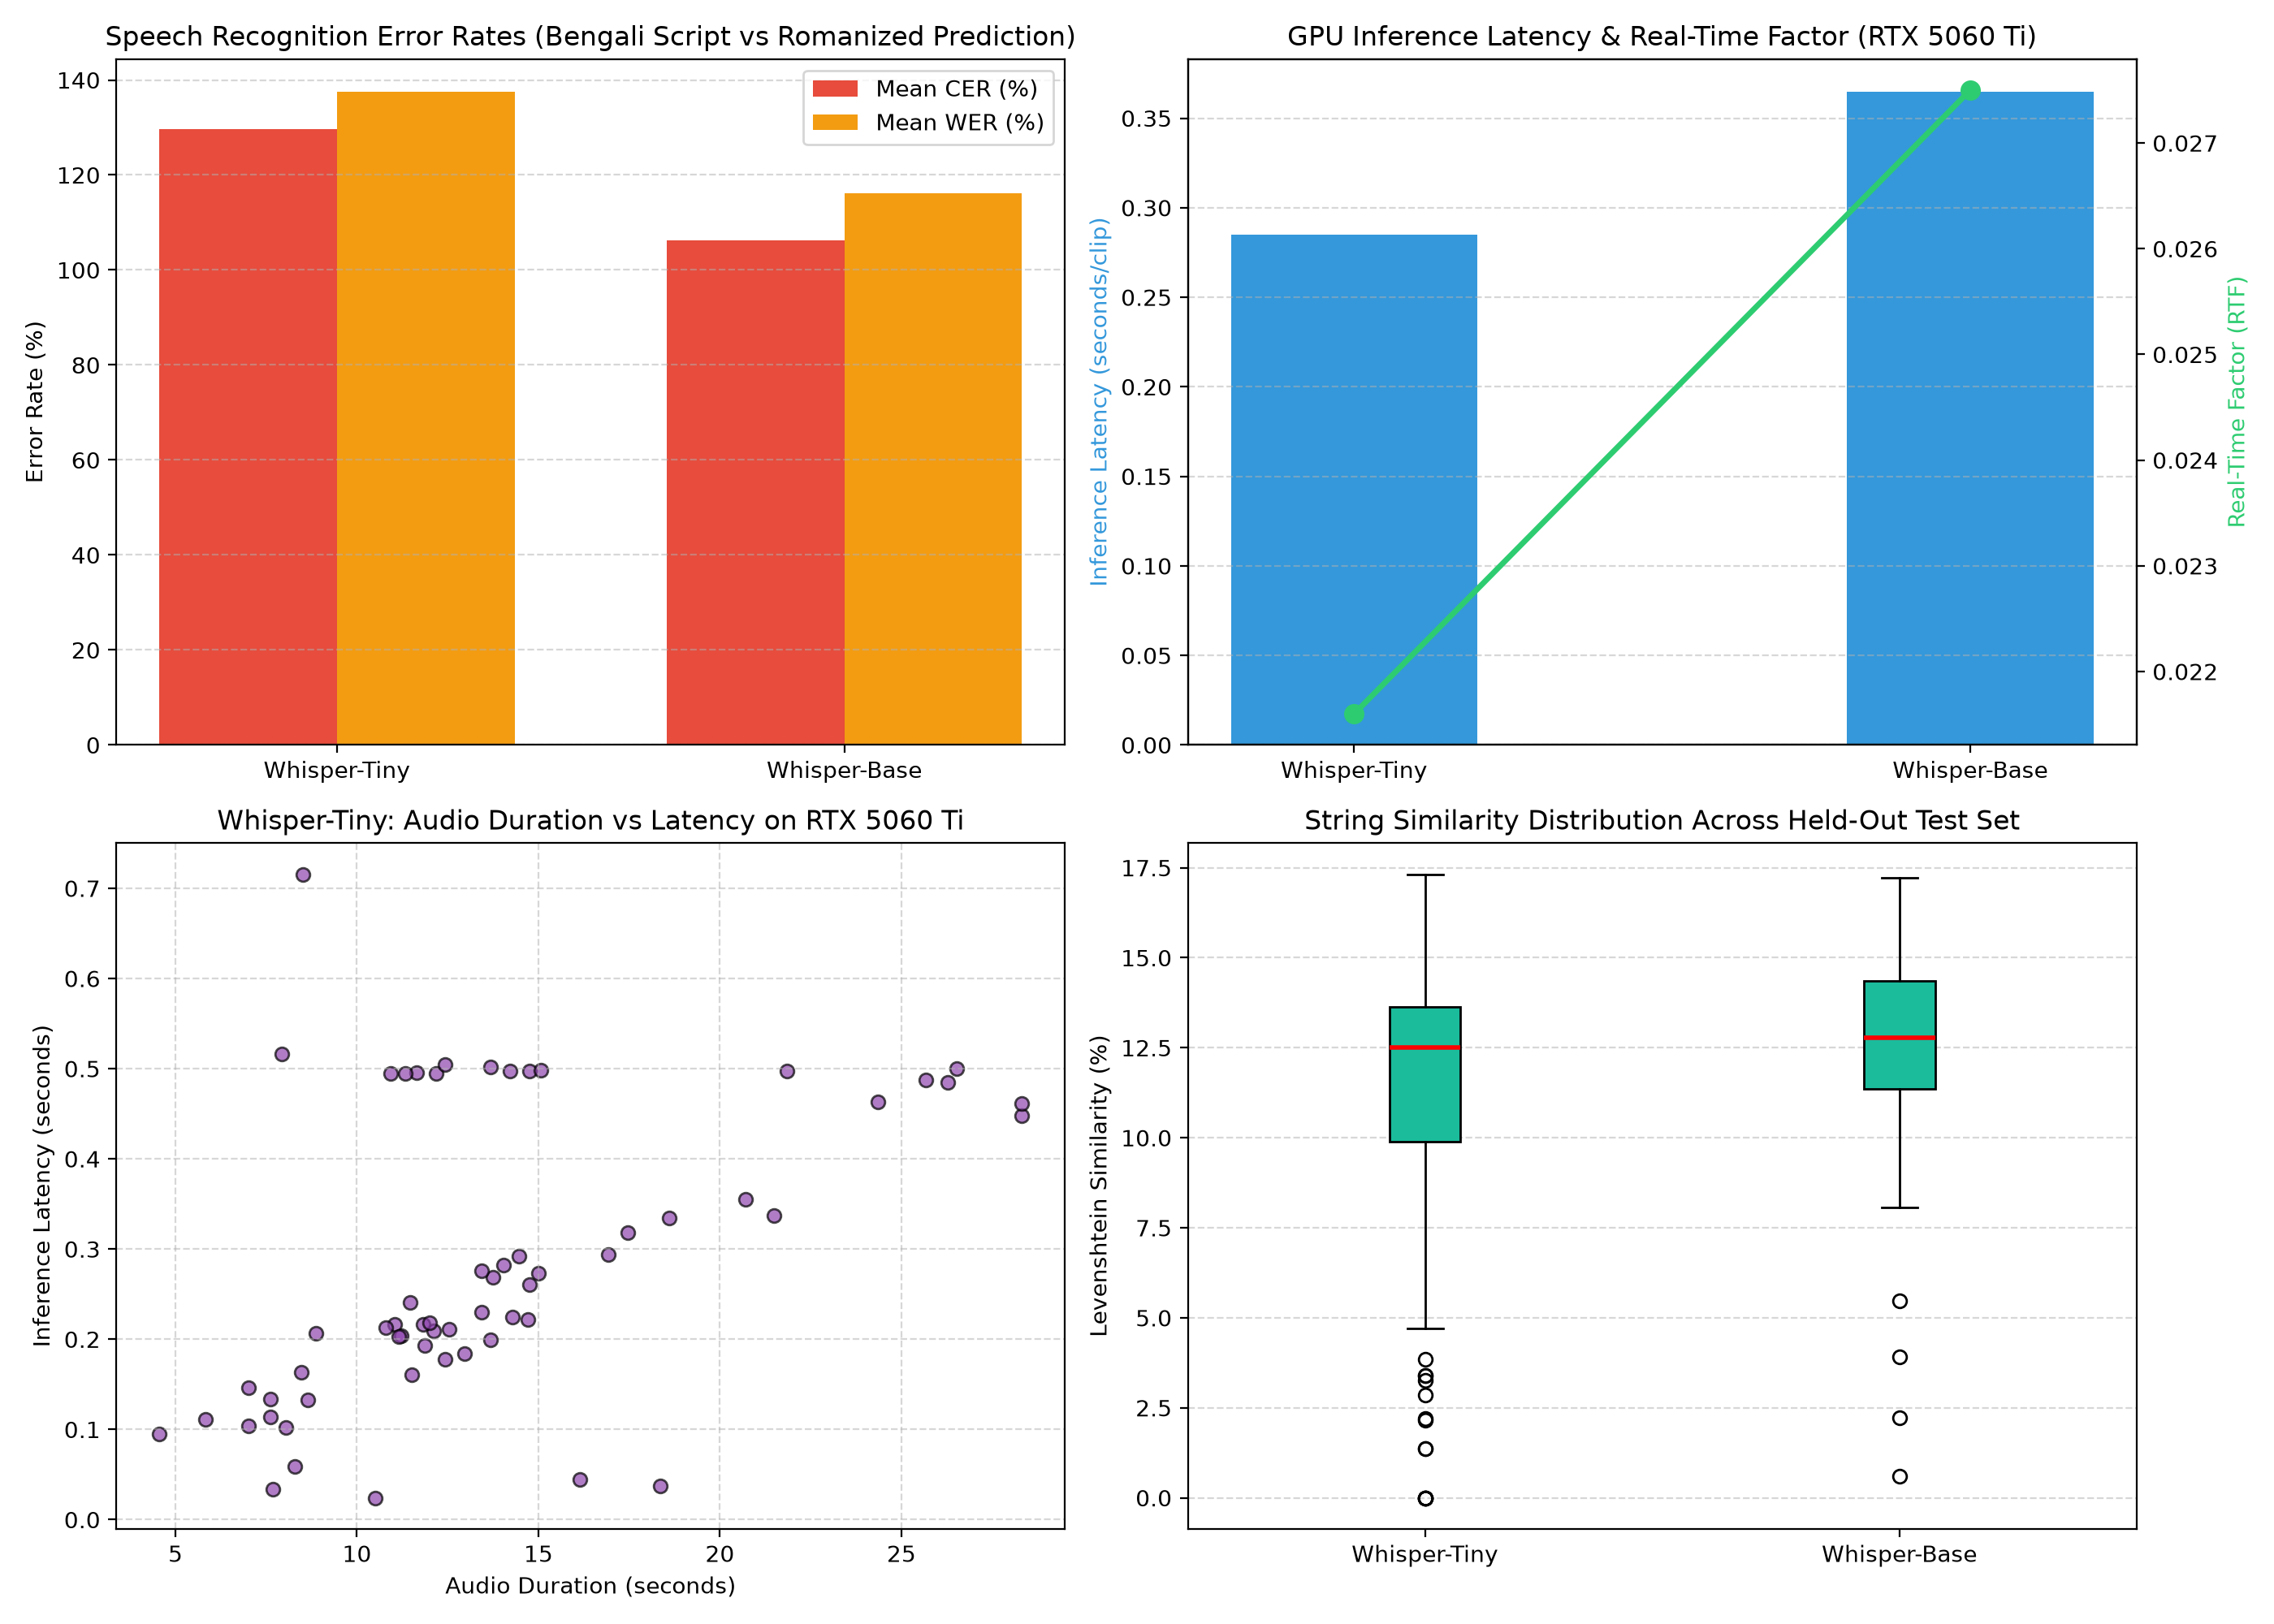 Speech Recognition Error Rates (Bengali Script vs Romanized Prediction)
Error Rate (%)
140
120
100
80
60
40
20
0
Mean CER (%)
Mean WER (%)
Whisper-Tiny
Whisper-Base
GPU Inference Latency & Real-Time Factor (RTX 5060 Ti)
Inference Latency (seconds/clip)
0.35
0.30
0.25
0.20
0.15
0.10
0.05
0.00
0.027
0.026
0.025
0.024
0.023
0.022
Real-Time Factor (RTF)
Whisper-Tiny
Whisper-Base
Whisper-Tiny: Audio Duration vs Latency on RTX 5060 Ti
Inference Latency (seconds)
0.7
0.6
0.5
0.4
0.3
0.2
0.1
0.0
5
10
15
20
25
Audio Duration (seconds)
String Similarity Distribution Across Held-Out Test Set
Levenshtein Similarity (%)
17.5
15.0
12.5
10.0
7.5
5.0
2.5
0.0
Whisper-Tiny
Whisper-Base